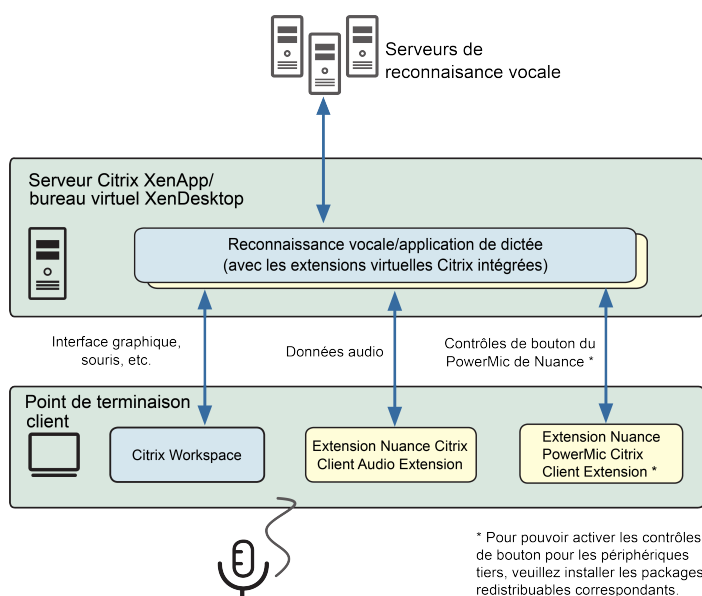 Serveurs de
reconnaisance vocale
Serveur Citrix XenApp/
bureau virtuel XenDesktop
Reconnaissance vocale/application de dictée
(avec les extensions virtuelles Citrix intégrées)
Interface graphique,
souris, etc.
Données audio
Contrôles de bouton du
PowerMic de Nuance *
Point de terminaison
client
Citrix Workspace
Extension Nuance Citrix
Client Audio Extension
Extension Nuance
PowerMic Citrix
Client Extension *
* Pour pouvoir activer les contrôles
de bouton pour les périphériques
tiers, veuillez installer les packages
redistribuables correspondants.